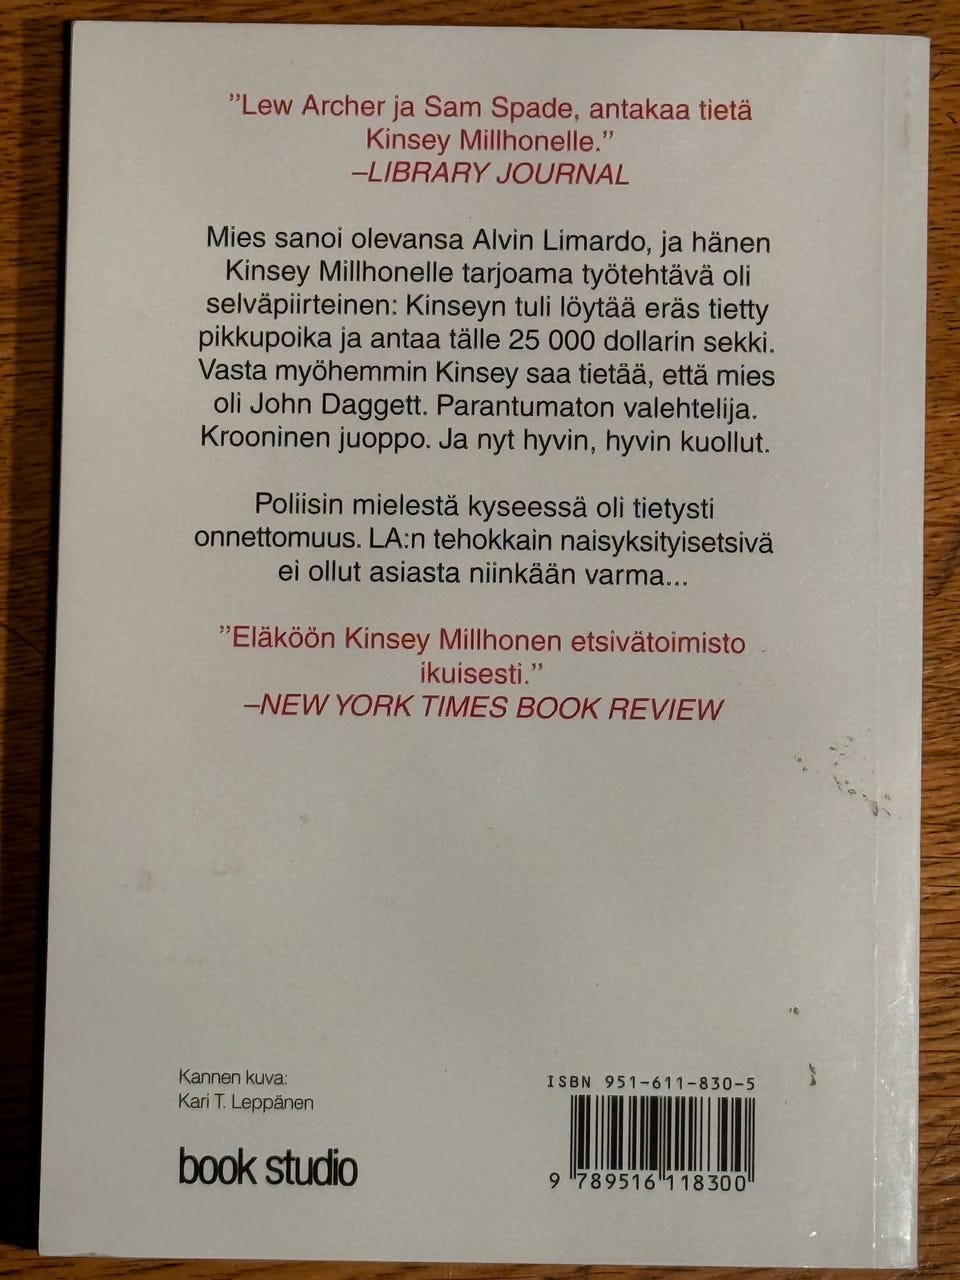 ”Lew Archer ja Sam Spade, antakaa tietä
Kinsey Millhonelle.”
–LIBRARY JOURNAL
Mies sanoi olevansa Alvin Limardo, ja hänen
Kinsey Millhonelle tarjoama työtehtävä oli
selväpiirteinen: Kinseyn tuli löytää eräs tietty
pikkupoika ja antaa tälle 25 000 dollarin sekki.
Vasta myöhemmin Kinsey saa tietää, että mies
oli John Daggett. Parantumaton valehtelija.
Krooninen juoppo. Ja nyt hyvin, hyvin kuollut.
Poliisin mielestä kyseessä oli tietysti
onnettomuus. LA:n tehokkain naisyksityisetsivä
ei ollut asiasta niinkään varma...
”Eläköön Kinsey Millhonen etsivätoimisto
ikuisesti.”
–NEW YORK TIMES BOOK REVIEW
Kannen kuva:
Kari T. Leppänen
book studio
ISBN 951-611-830-5
9 789516 118300